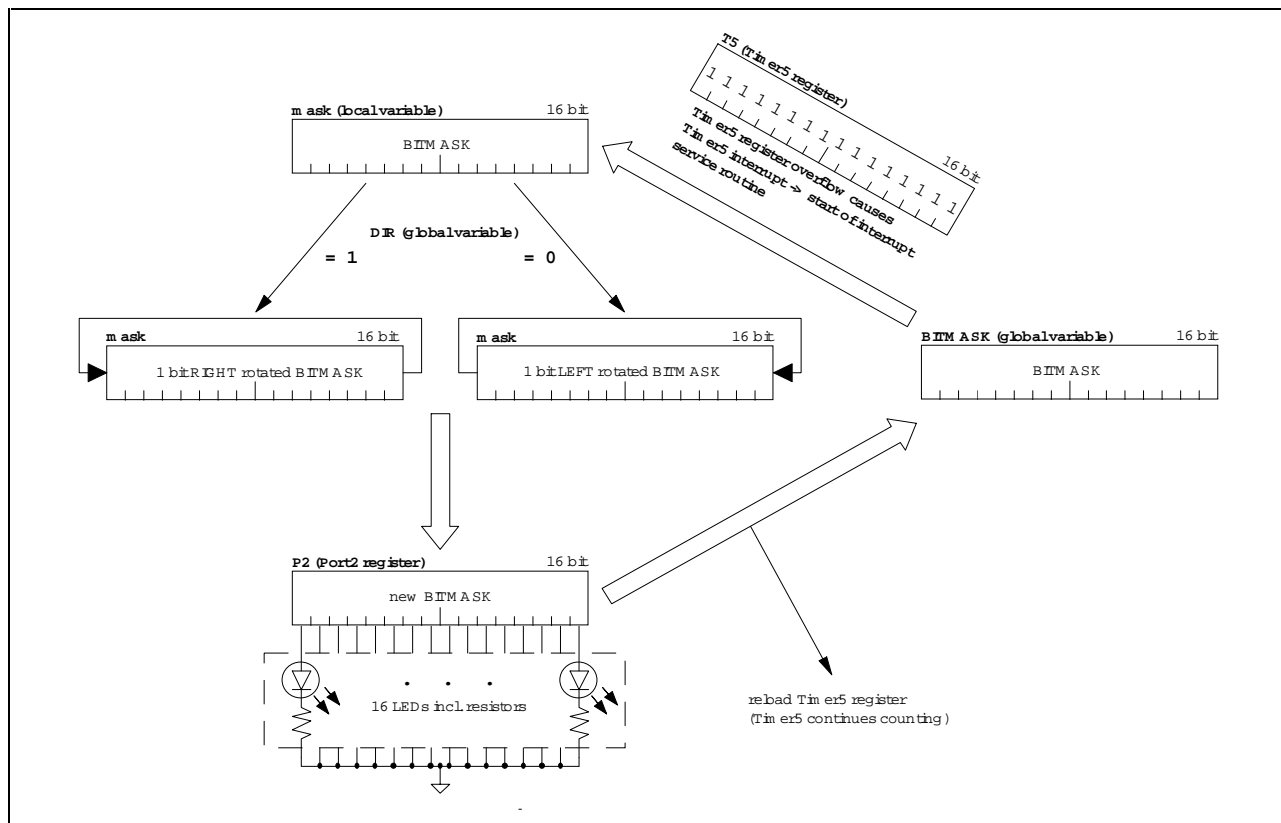 T5 (Timer5 register)
16 bit
1 1 1 1 1 1 1 1 1 1 1 1 1 1 1 1
Timer5 register overflow causes
Timer5 interrupt -> start of interrupt
service routine
mask (local variable) 16 bit
BITMASK
DIR (global variable)
= 1 = 0
mask 16 bit
1 bit RIGHT rotated BITMASK
mask 16 bit
1 bit LEFT rotated BITMASK
BITMASK (global variable) 16 bit
BITMASK
P2 (Port2 register) 16 bit
new BITMASK
. . .
16 LEDs incl. resistors
reload Timer5 register
(Timer5 continues counting)